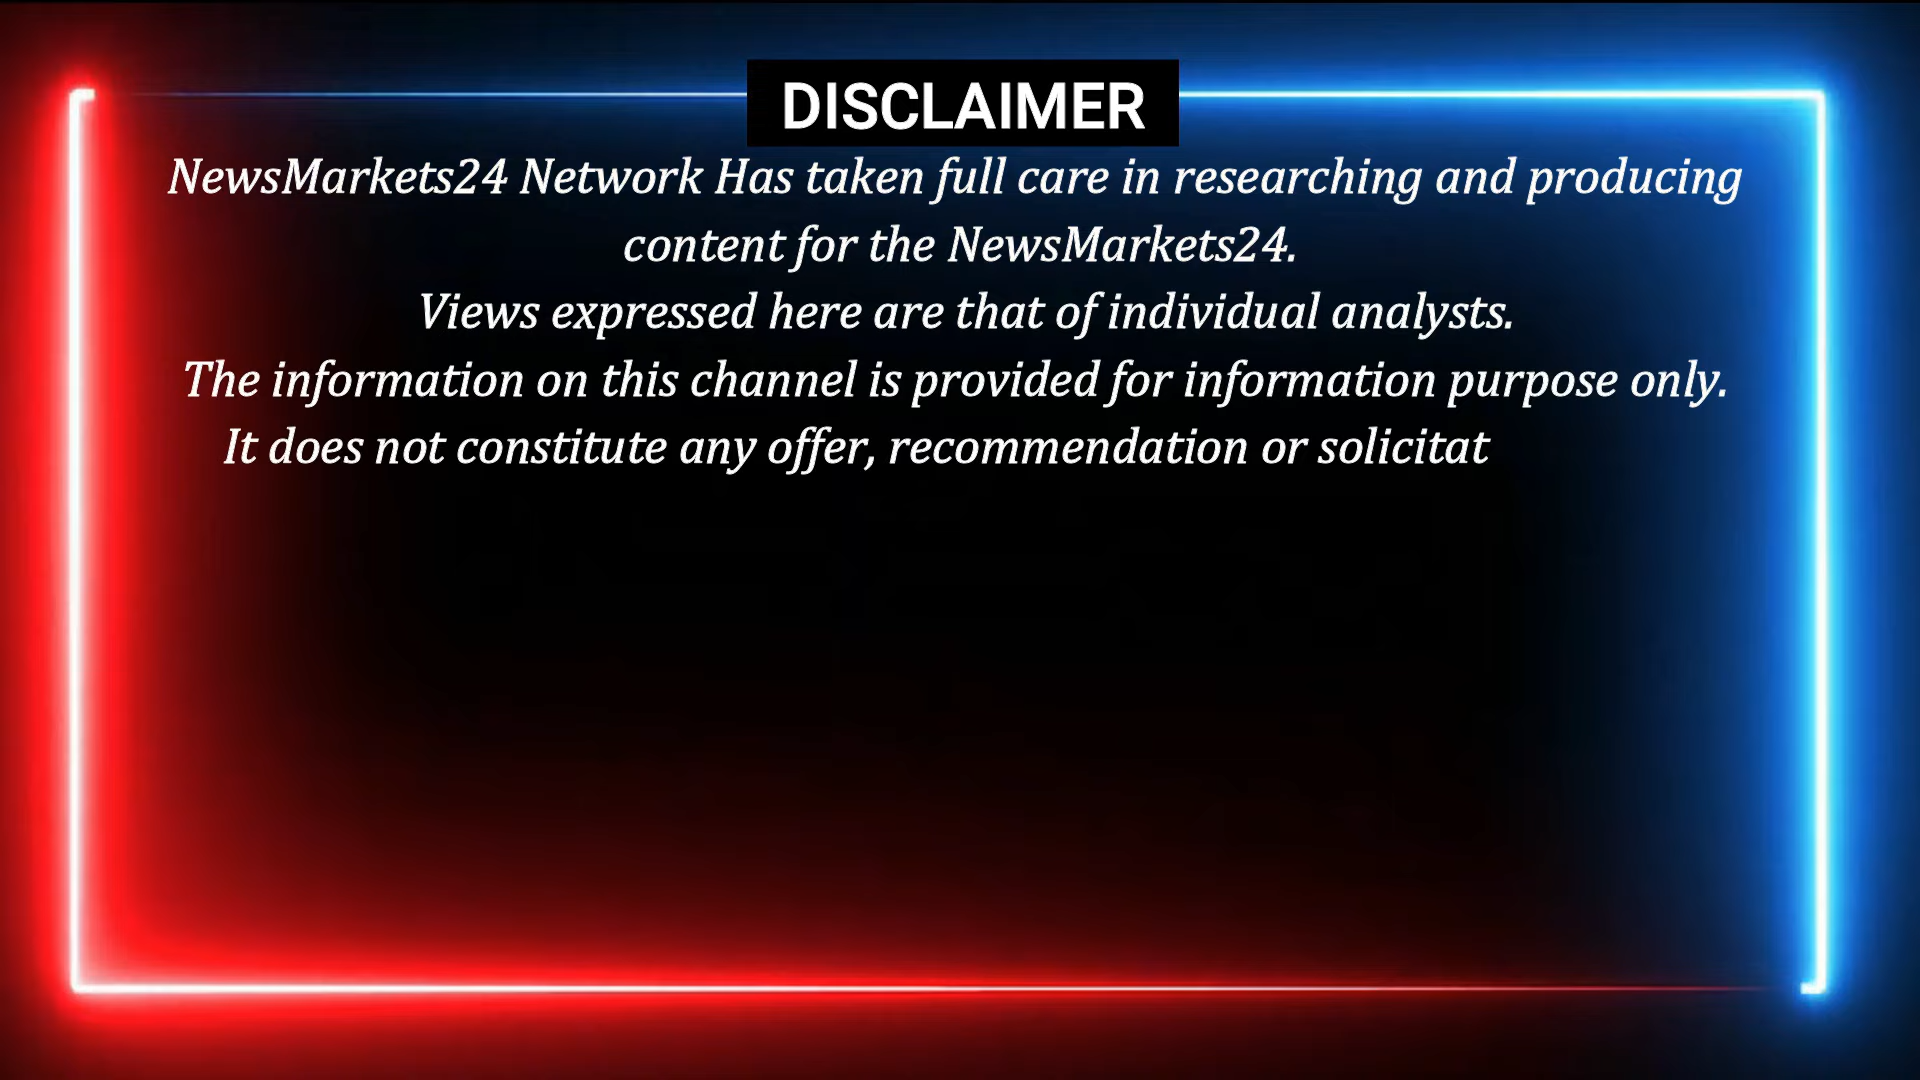 DISCLAIMER
NewsMarkets24 Network Has taken full care in researching and producing
content for the NewsMarkets24.
Views expressed here are that of individual analysts.
The information on this channel is provided for information purpose only.
It does not constitute any offer, recommendation or solicitat